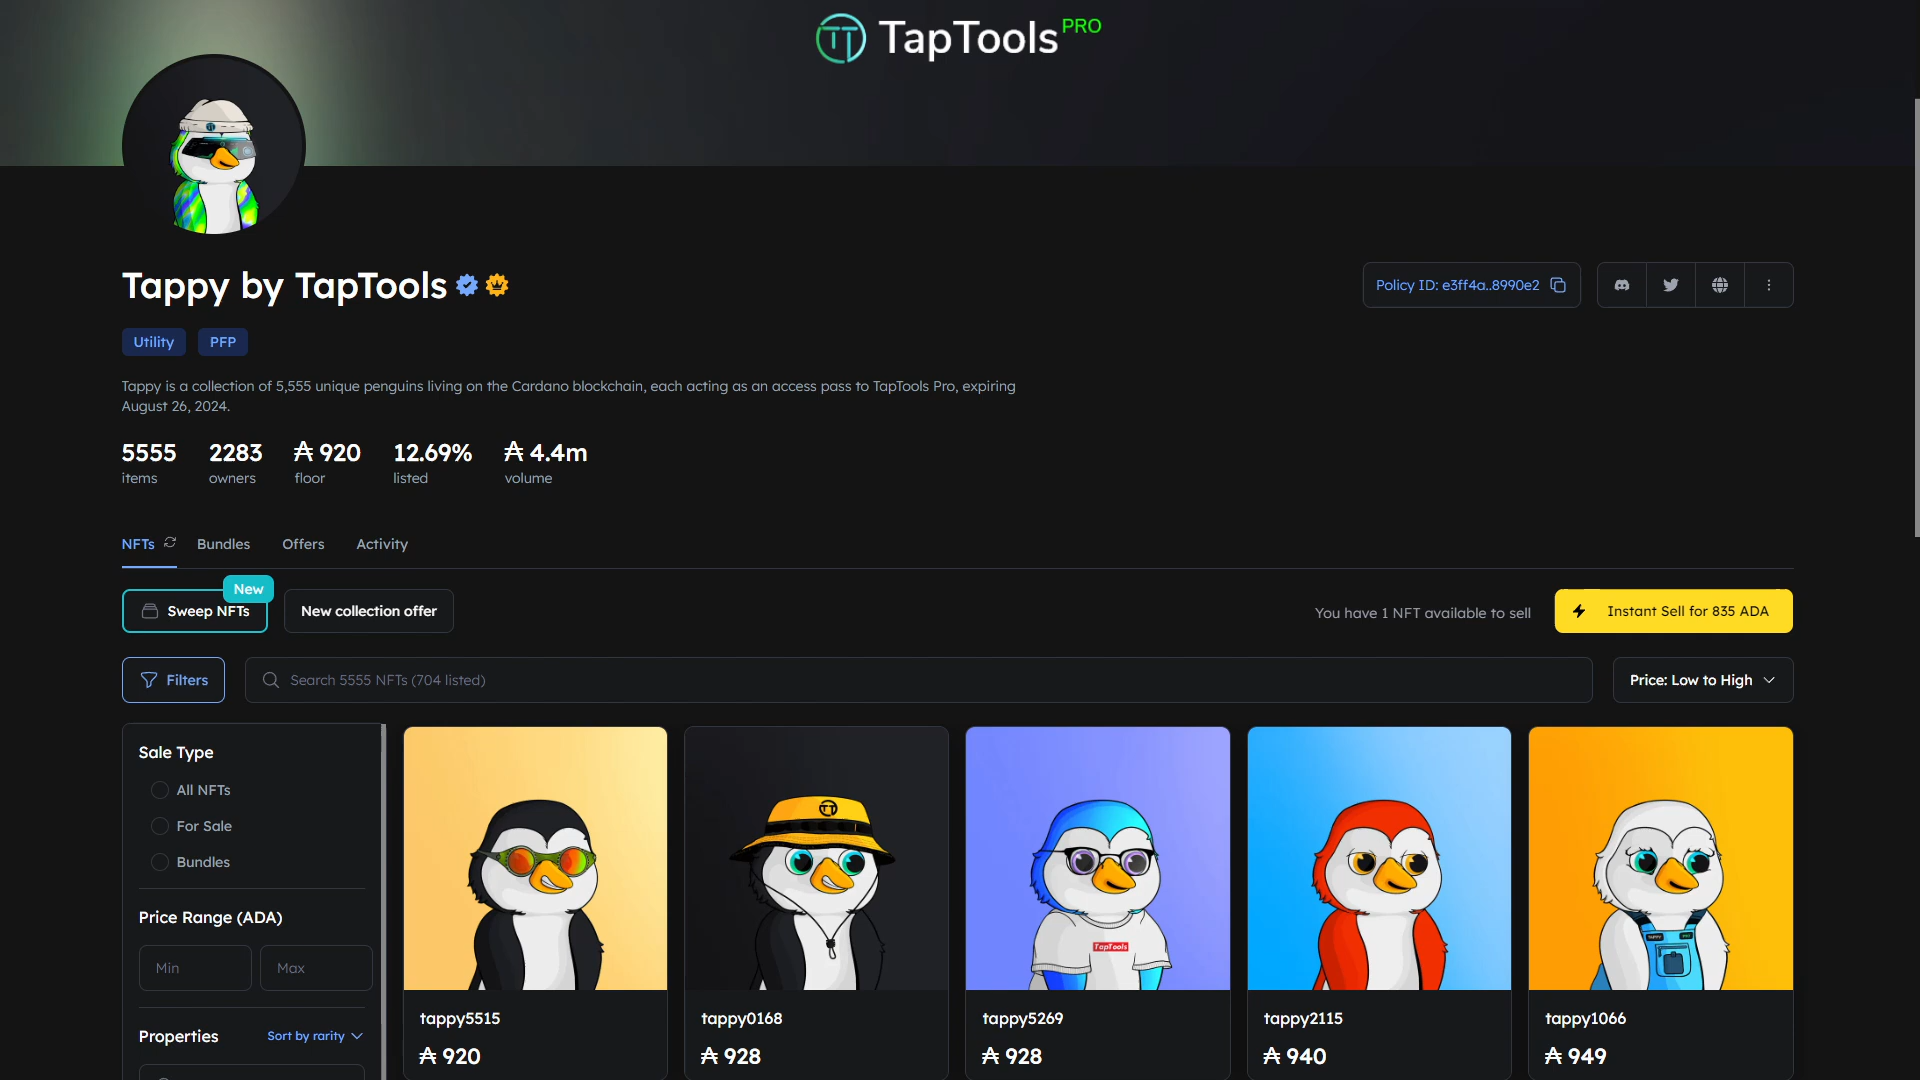 TapTools PRO
Tappy by TapTools
Policy ID: e3ff4a..8990e2
Utility
PFP
Tappy is a collection of 5,555 unique penguins living on the Cardano blockchain, each acting as an access pass to TapTools Pro, expiring
August 26, 2024.
5555 2283 ₳ 920 12.69% ₳ 4.4m
items owners floor listed volume
NFTs Bundles Offers Activity
New
Sweep NFTs
New collection offer
You have 1 NFT available to sell
Instant Sell for 835 ADA
Filters
Search 5555 NFTs (704 listed)
Price: Low to High
Sale Type
All NFTs
For Sale
Bundles
Price Range (ADA)
Min Max
Properties
Sort by rarity
TapTools
tappy5515 tappy0168 tappy5269 tappy2115 tappy1066
₳ 920 ₳ 928 ₳ 928 ₳ 940 ₳ 949